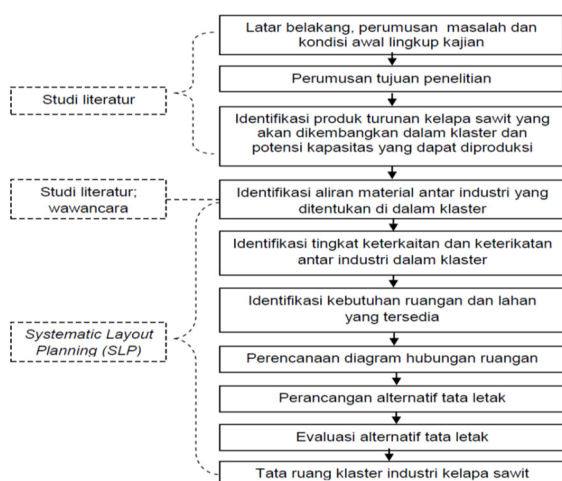 Latar belakang, perumusan masalah dan
kondisi awal lingkup kajian
Perumusan tujuan penelitian
Studi literatur
Identifikasi produk turunan kelapa sawit yang
akan dikembangkan dalam klaster dan
potensi kapasitas yang dapat diproduksi
Studi literatur;
wawancara
Identifikasi aliran material antar industri yang
ditentukan di dalam klaster
Identifikasi tingkat keterkaitan dan keterikatan
antar industri dalam klaster
Identifikasi kebutuhan ruangan dan lahan
yang tersedia
Systematic Layout
Planning (SLP)
Perencanaan diagram hubungan ruangan
Perancangan alternatif tata letak
Evaluasi alternatif tata letak
Tata ruang klaster industri kelapa sawit